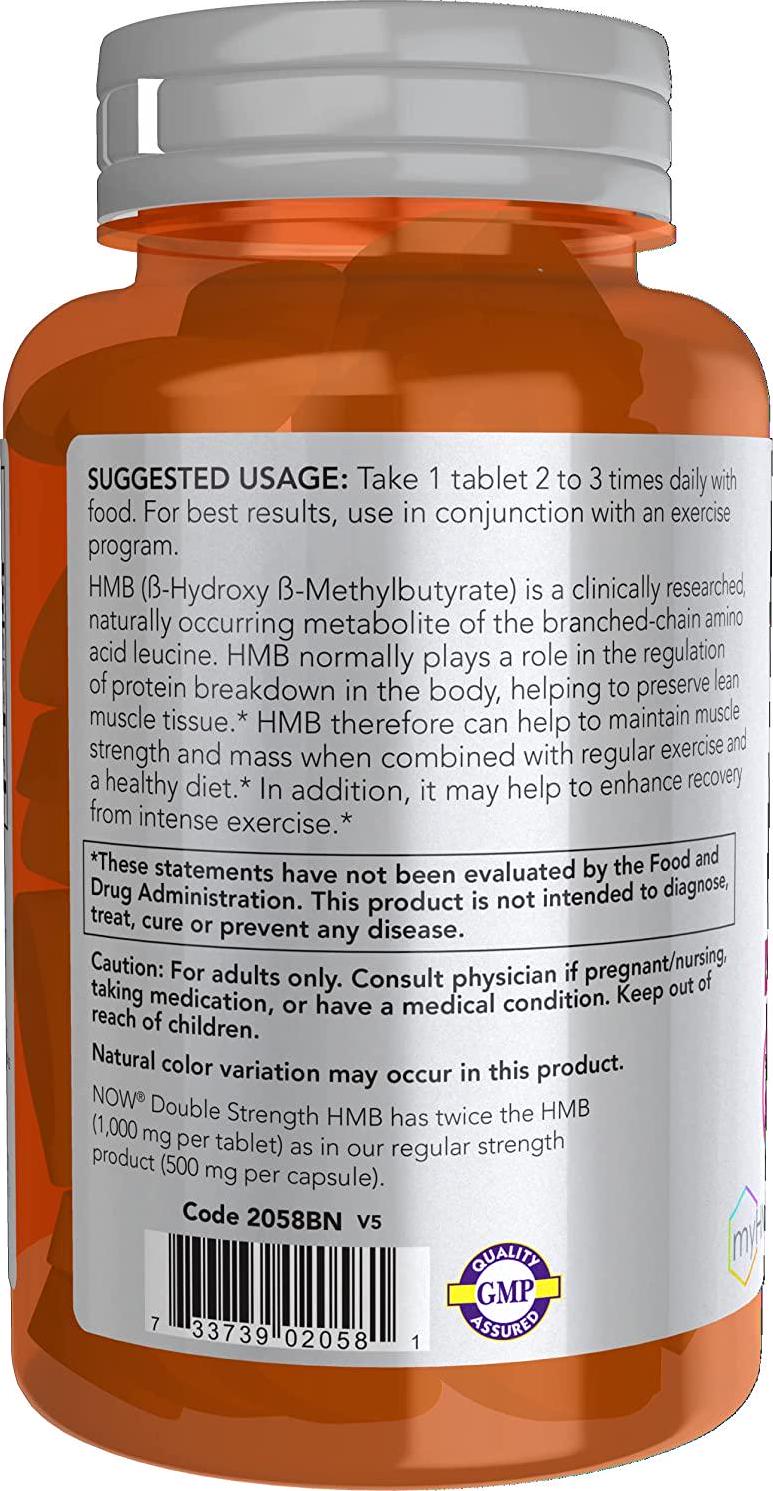 SUGGESTED USAGE: Take 1 tablet 2 to 3 times daily with
food. For best results, use in conjunction with an exercise
program.
HMB (ß-Hydroxy ß-Methylbutyrate) is a clinically researched,
naturally occurring metabolite of the branched-chain amino
acid leucine. HMB normally plays a role in the regulation
of protein breakdown in the body, helping to preserve lean
muscle tissue.* HMB therefore can help to maintain muscle
strength and mass when combined with regular exercise and
a healthy diet.* In addition, it may help to enhance recovery
from intense exercise.*
*These statements have not been evaluated by the Food and
Drug Administration. This product is not intended to diagnose,
treat, cure or prevent any disease.
Caution: For adults only. Consult physician if pregnant/nursing,
taking medication, or have a medical condition. Keep out of
reach of children.
Natural color variation may occur in this product.
NOW® Double Strength HMB has twice the HMB
(1,000 mg per tablet) as in our regular strength
product (500 mg per capsule).
Code 2058BN V5
7 33739 02058 1
QUALITY
GMP
ASSURED